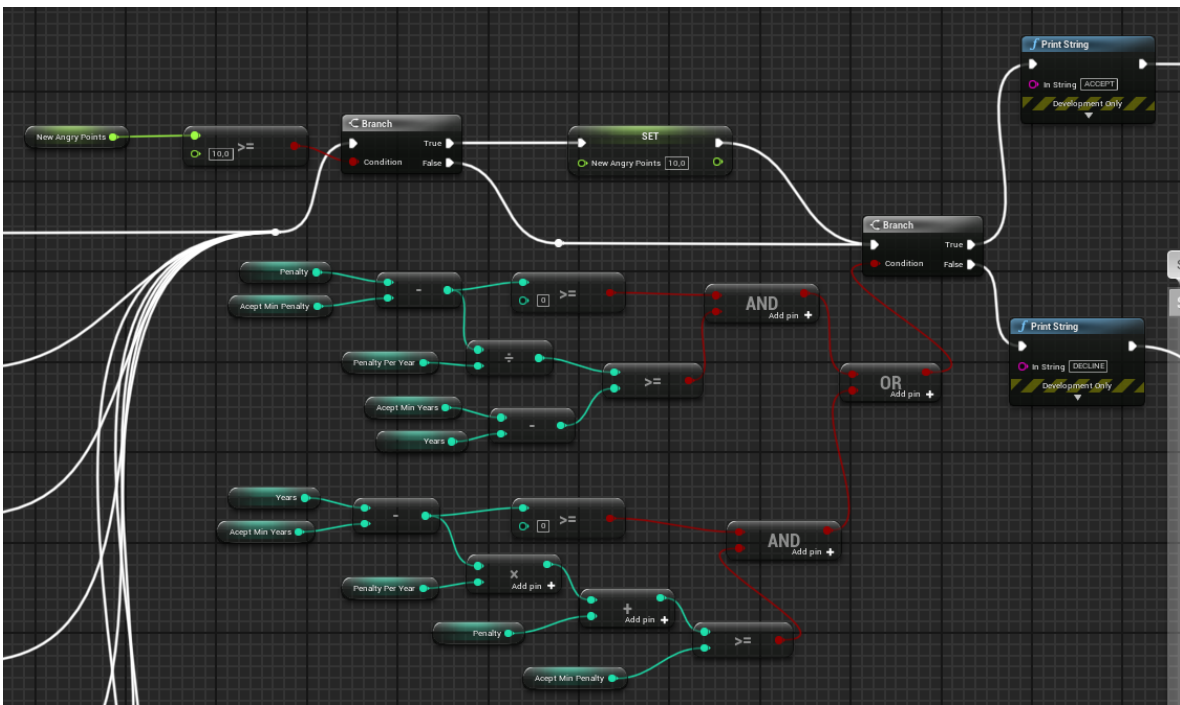 Print String
In String ACCEPT
Development Only
New Angry Points
10,0 >=
Branch
True
Condition False
SET
New Angry Points 10,0
Branch
True
Condition False
Penalty
Acept Min Penalty
-
0 >=
AND
Add pin +
Print String
In String DECLINE
Development Only
Penalty Per Year
÷
>=
OR
Add pin +
Acept Min Years
-
Years
Years
Acept Min Years
-
0 >=
AND
Add pin +
Penalty Per Year
×
Add pin +
+
Add pin +
Penalty
>=
Acept Min Penalty